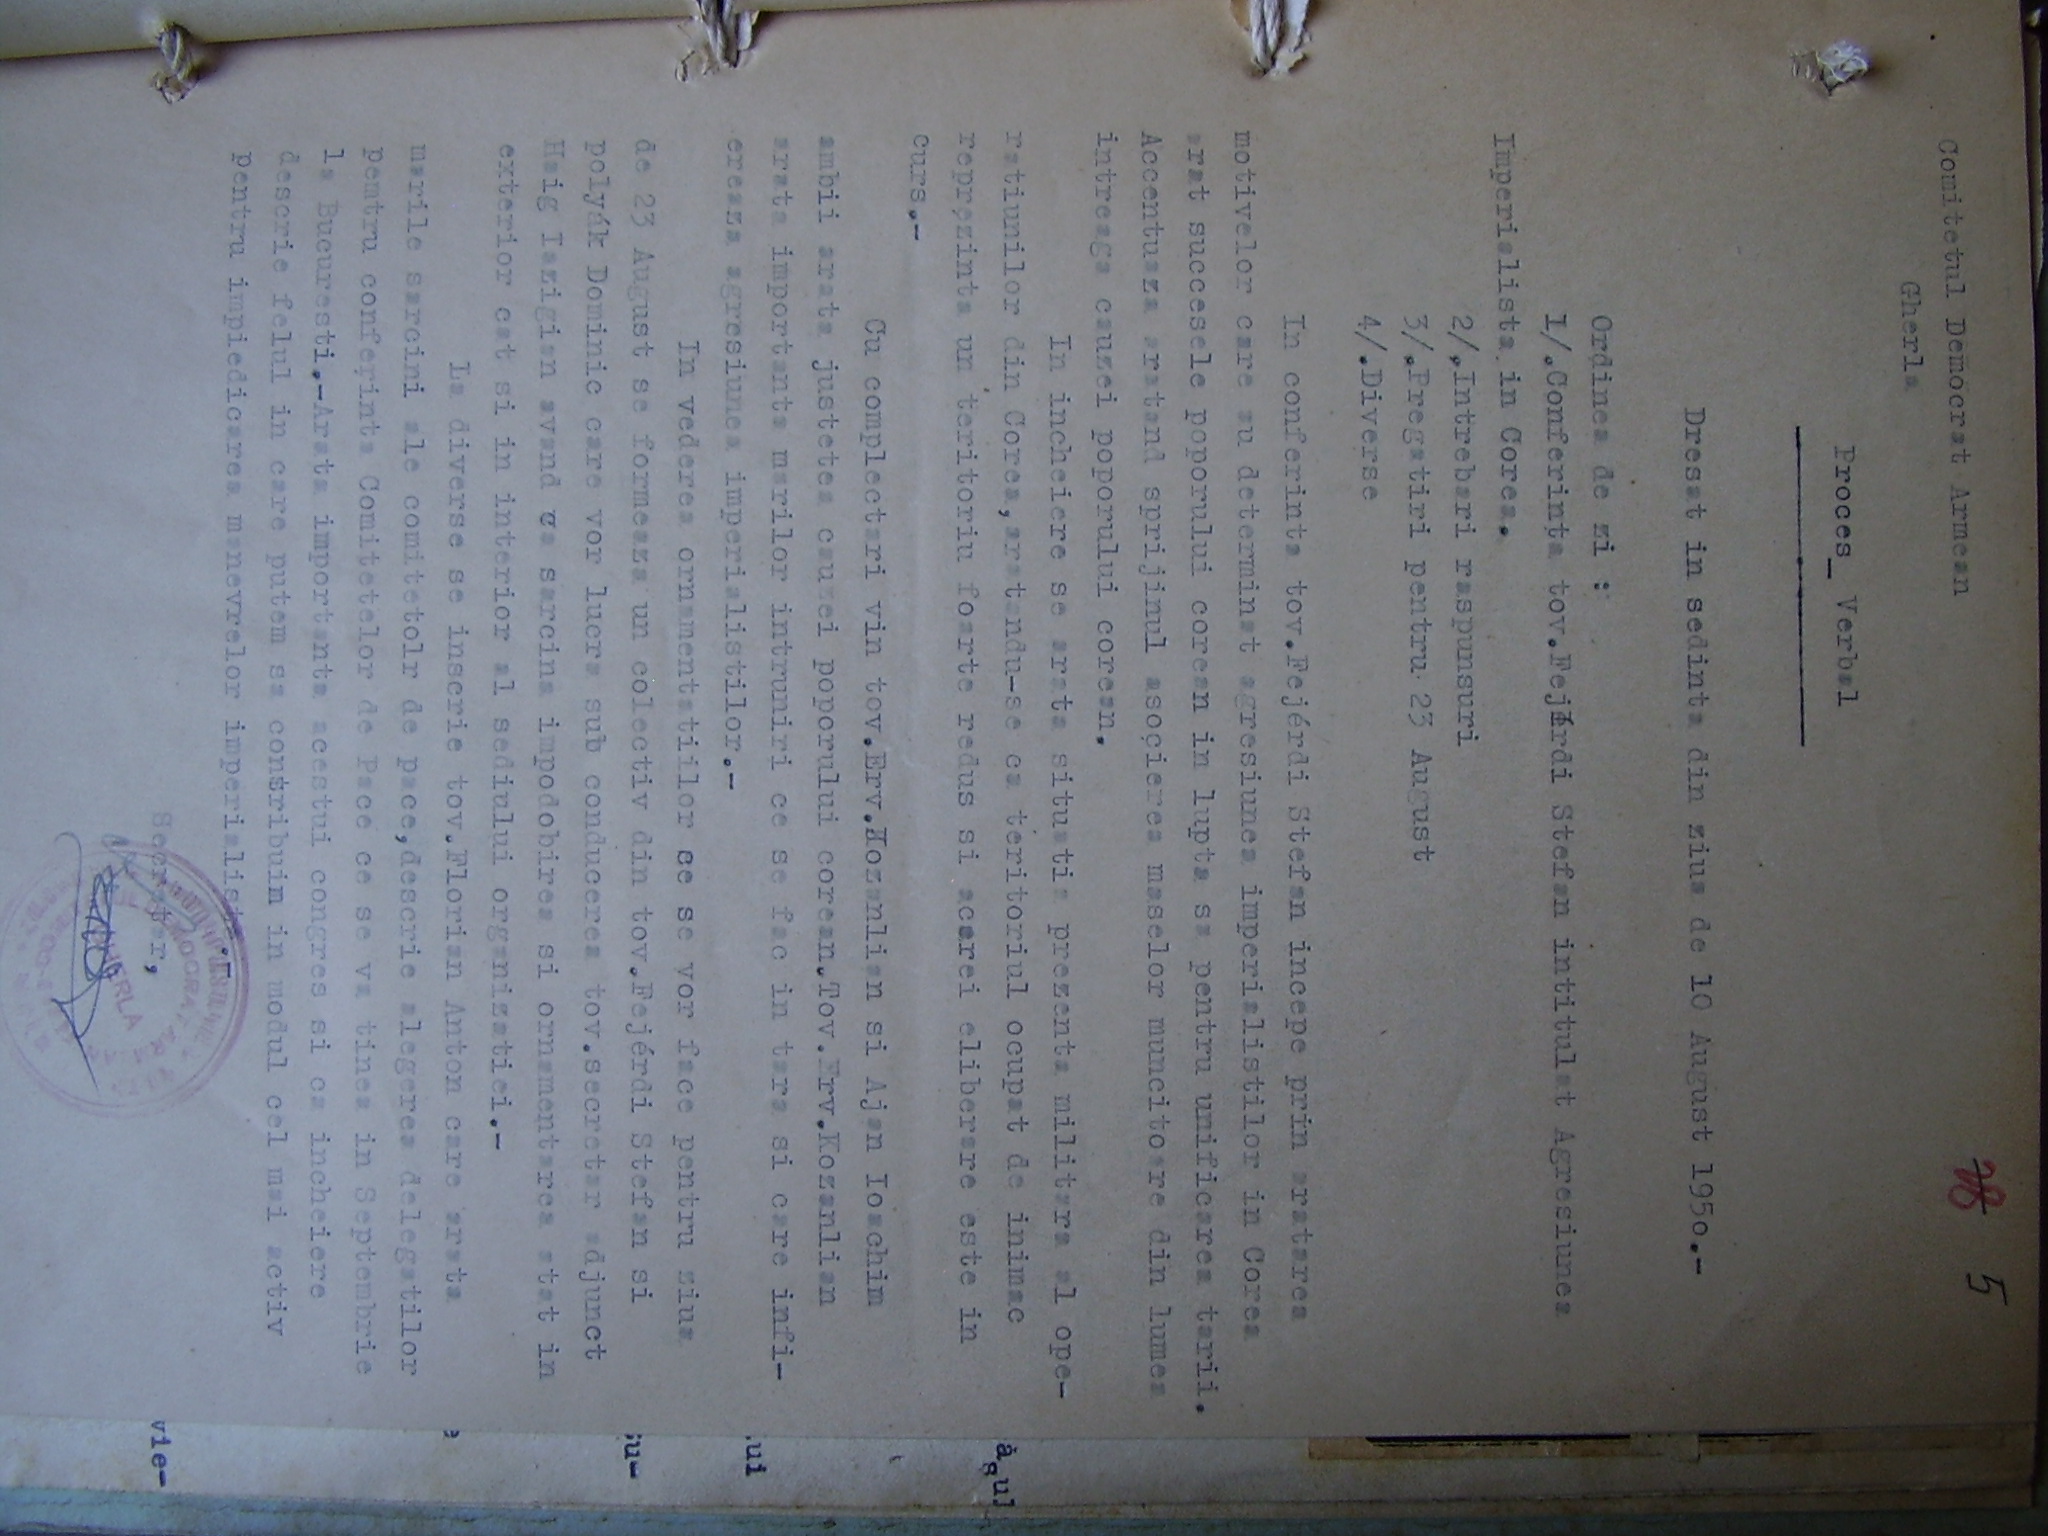 Comitetul Democrat Armean
Gherla
28 5
Proces_ Verbal
Dresat in sedinta din ziua de 10 August 1950.-
Ordinea de zi :
1/.Conferinta tov.Fejérdi Stefan intitulat Agresiunea
Imperialista in Corea.
2/.Intrebari raspunsuri
3/.Pregatiri pentru 23 August
4/.Diverse
In conferinta tov.Fejérdi Stefan incepe prin aratarea
motivelor care au determinat agresiunea imperialistilor in Corea
arat succesele poporului corean in lupta sa pentru unificarea tarii.
Accentuaza aratand sprijinul asocierea maselor muncitoare din lumea
intreaga cauzei poporului corean.
In incheiere se arata situatia prezenta militara al ope-
ratiunilor din Corea,aratandu-se ca teritoriul ocupat de inimac
reprezinta un teritoriu foarte redus si acarei eliberare este in
curs.-
Cu complectari vin tov.Erv.Kozanlian si Ajan Ioachim
ambii arata justetea cauzei poporului corean.Tov.Erv.Kozanlian
arata importanta marilor intruniri ce se fac in tara si care infi-
ereaza agresiunea imperialistilor.-
In vederea ornamentatiilor ce se vor face pentru ziua
de 23 August se formeaza un colectiv din tov.Fejérdi Stefan si
polyák Dominic care vor lucra sub conducerea tov.secretar adjunct
Haig Iazigian avand ca sarcina impodobirea si ornamentarea atat in
exterior cat si in interior al sediului organizatiei.-
La diverse se inscrie tov.Florian Anton care arata
marile sarcini ale comitetolr de pace,descrie alegerea delegatilor
pemtru conferinta Comitetelor de Pace ce se va tinea in Septembrie
la Bucuresti.-Arata importanta acestui congres si ca incheiere
descrie felul in care putem sa contribuim in modul cel mai activ
pentru impiedicarea manevrelor imperialiste.
Secretar,
GHERLA
àgul
lui
su-
e
vie-